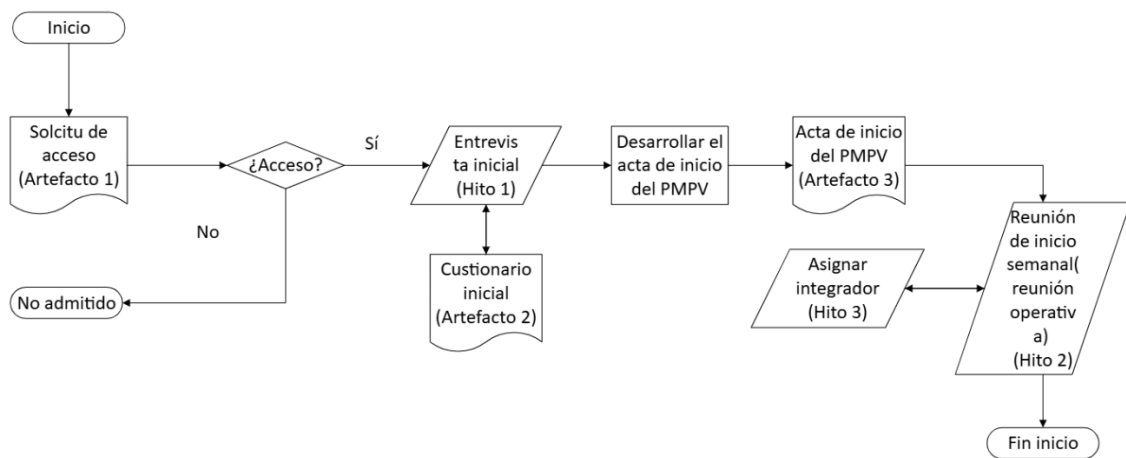 Inicio
Solcitu de
acceso
(Artefacto 1)
¿Acceso?
Sí
No
No admitido
Entrevis
ta inicial
(Hito 1)
Custionario
inicial
(Artefacto 2)
Desarrollar el
acta de inicio
del PMPV
Acta de inicio
del PMPV
(Artefacto 3)
Reunión
de inicio
semanal(
reunión
operativ
a)
(Hito 2)
Asignar
integrador
(Hito 3)
Fin inicio